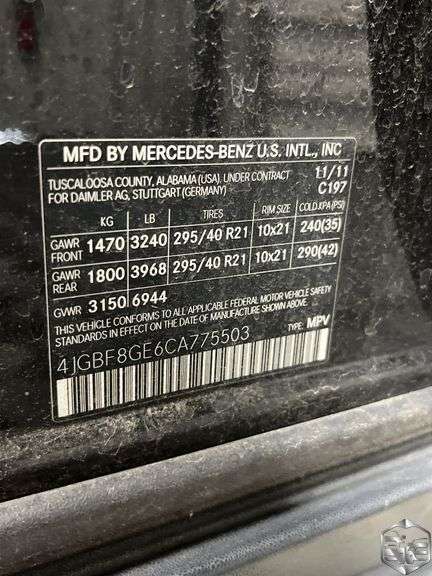 MFD BY MERCEDES-BENZ U.S. INTL., INC
TUSCALOOSA COUNTY, ALABAMA (USA). UNDER CONTRACT 11/11
FOR DAIMLER AG, STUTTGART (GERMANY) C197
KG LB TIRES RIM SIZE COLD.KPA(PSI)
GAWR FRONT 1470 3240 295/40 R21 10x21 240(35)
GAWR REAR 1800 3968 295/40 R21 10x21 290(42)
GVWR 3150 6944
THIS VEHICLE CONFORMS TO ALL APPLICABLE FEDERAL MOTOR VEHICLE SAFETY
STANDARDS IN EFFECT ON THE DATE OF MANUFACTURE SHOWN ABOVE.
4JGBF8GE6CA775503 TYPE: MPV